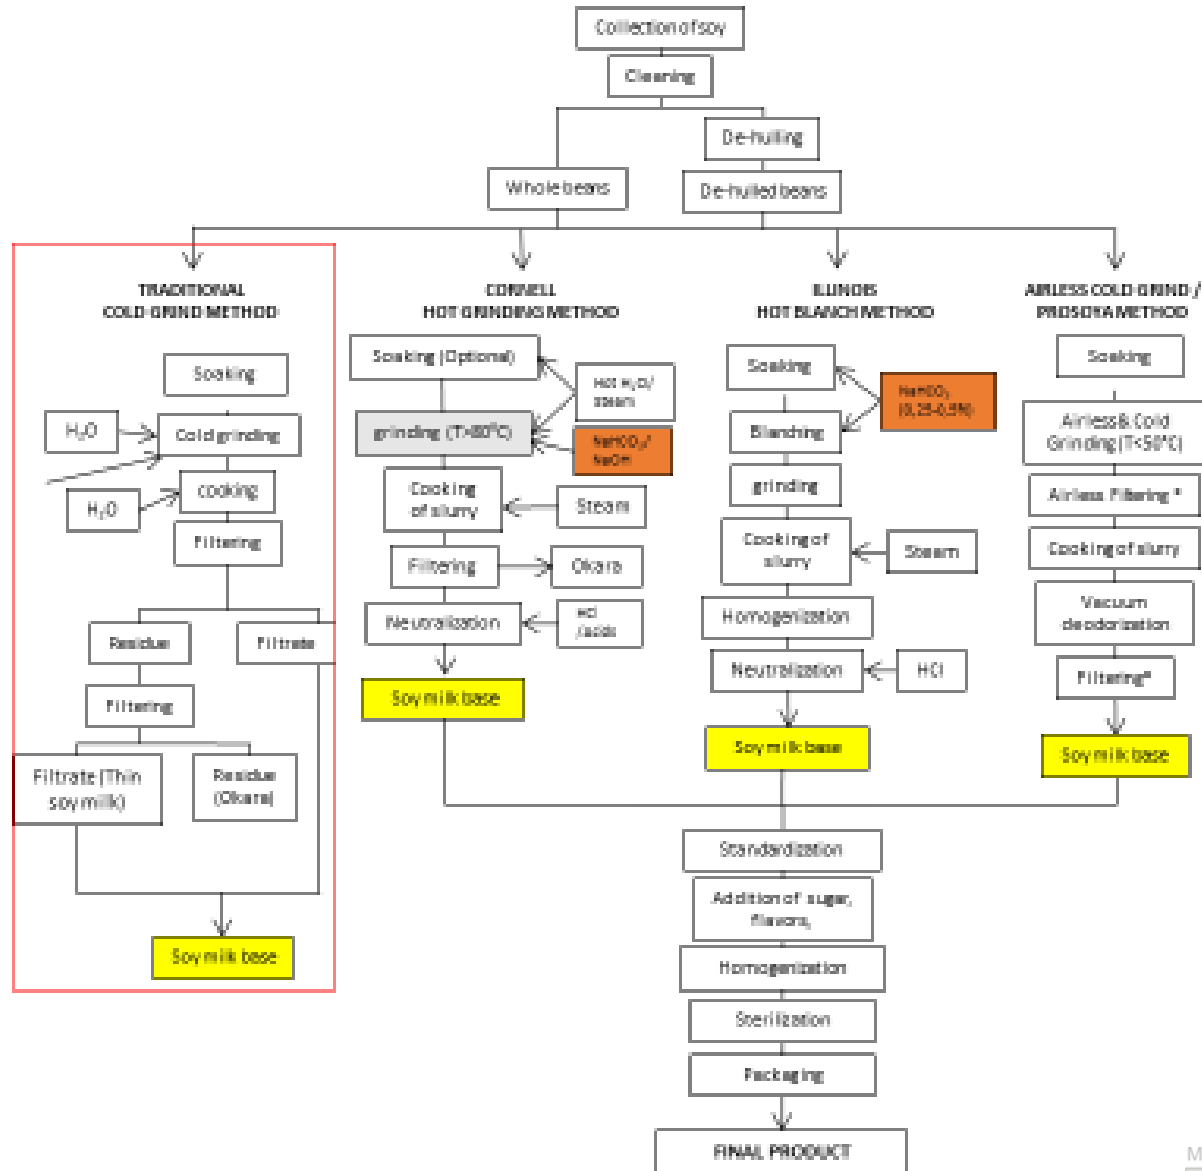 Collection of soy
Cleaning
De-hulling
Whole beans
De-hulled beans
TRADITIONAL
COLD GRIND METHOD
Soaking
H₂O
Cold grinding
H₂O
cooking
Filtering
Residue
Filtrate
Filtering
Filtrate (Thin
soy milk)
Residue
(Okara)
Soy milk base
CORNELL
HOT GRINDING METHOD
Soaking (Optional)
Hot H₂O/
Steam
grinding (T>80°C)
NaHCO₃/
NaOH
Cooking
of slurry
Steam
Filtering
Okara
Neutralization
HCl
/acids
Soy milk base
ILLINOIS
HOT BLANCH METHOD
Soaking
NaHCO₃
(0,25-0,5%)
Blanching
grinding
Cooking of
slurry
Steam
Homogenization
Neutralization
HCl
Soy milk base
AIRLESS COLD GRIND /
PROSOYA METHOD
Soaking
Airless & Cold
Grinding (T<50°C)
Airless Filtering
Cooking of slurry
Vacuum
deodorization
Filtering
Soy milk base
Standardization
Addition of sugar,
flavors,
Homogenization
Sterilization
Packaging
FINAL PRODUCT
M